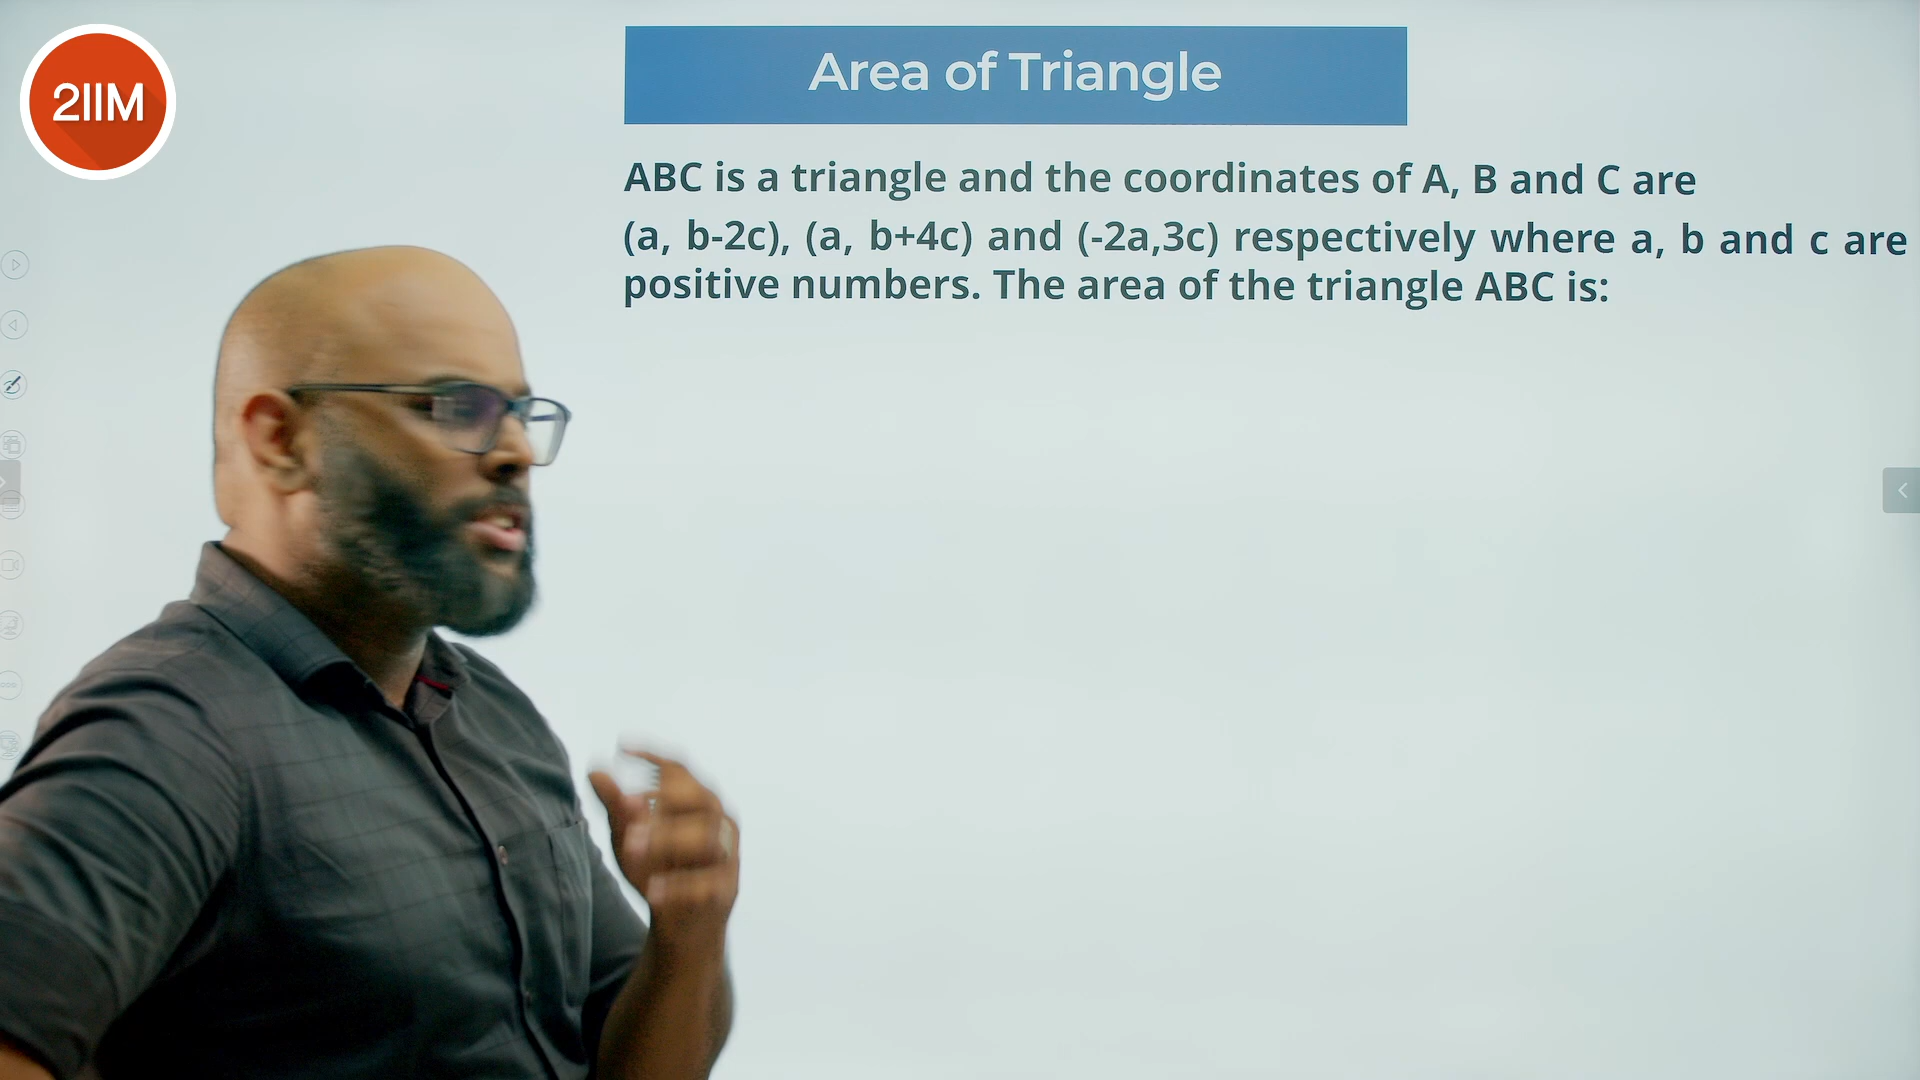 2IIM
Area of Triangle
ABC is a triangle and the coordinates of A, B and C are
(a, b-2c), (a, b+4c) and (-2a,3c) respectively where a, b and c are
positive numbers. The area of the triangle ABC is: